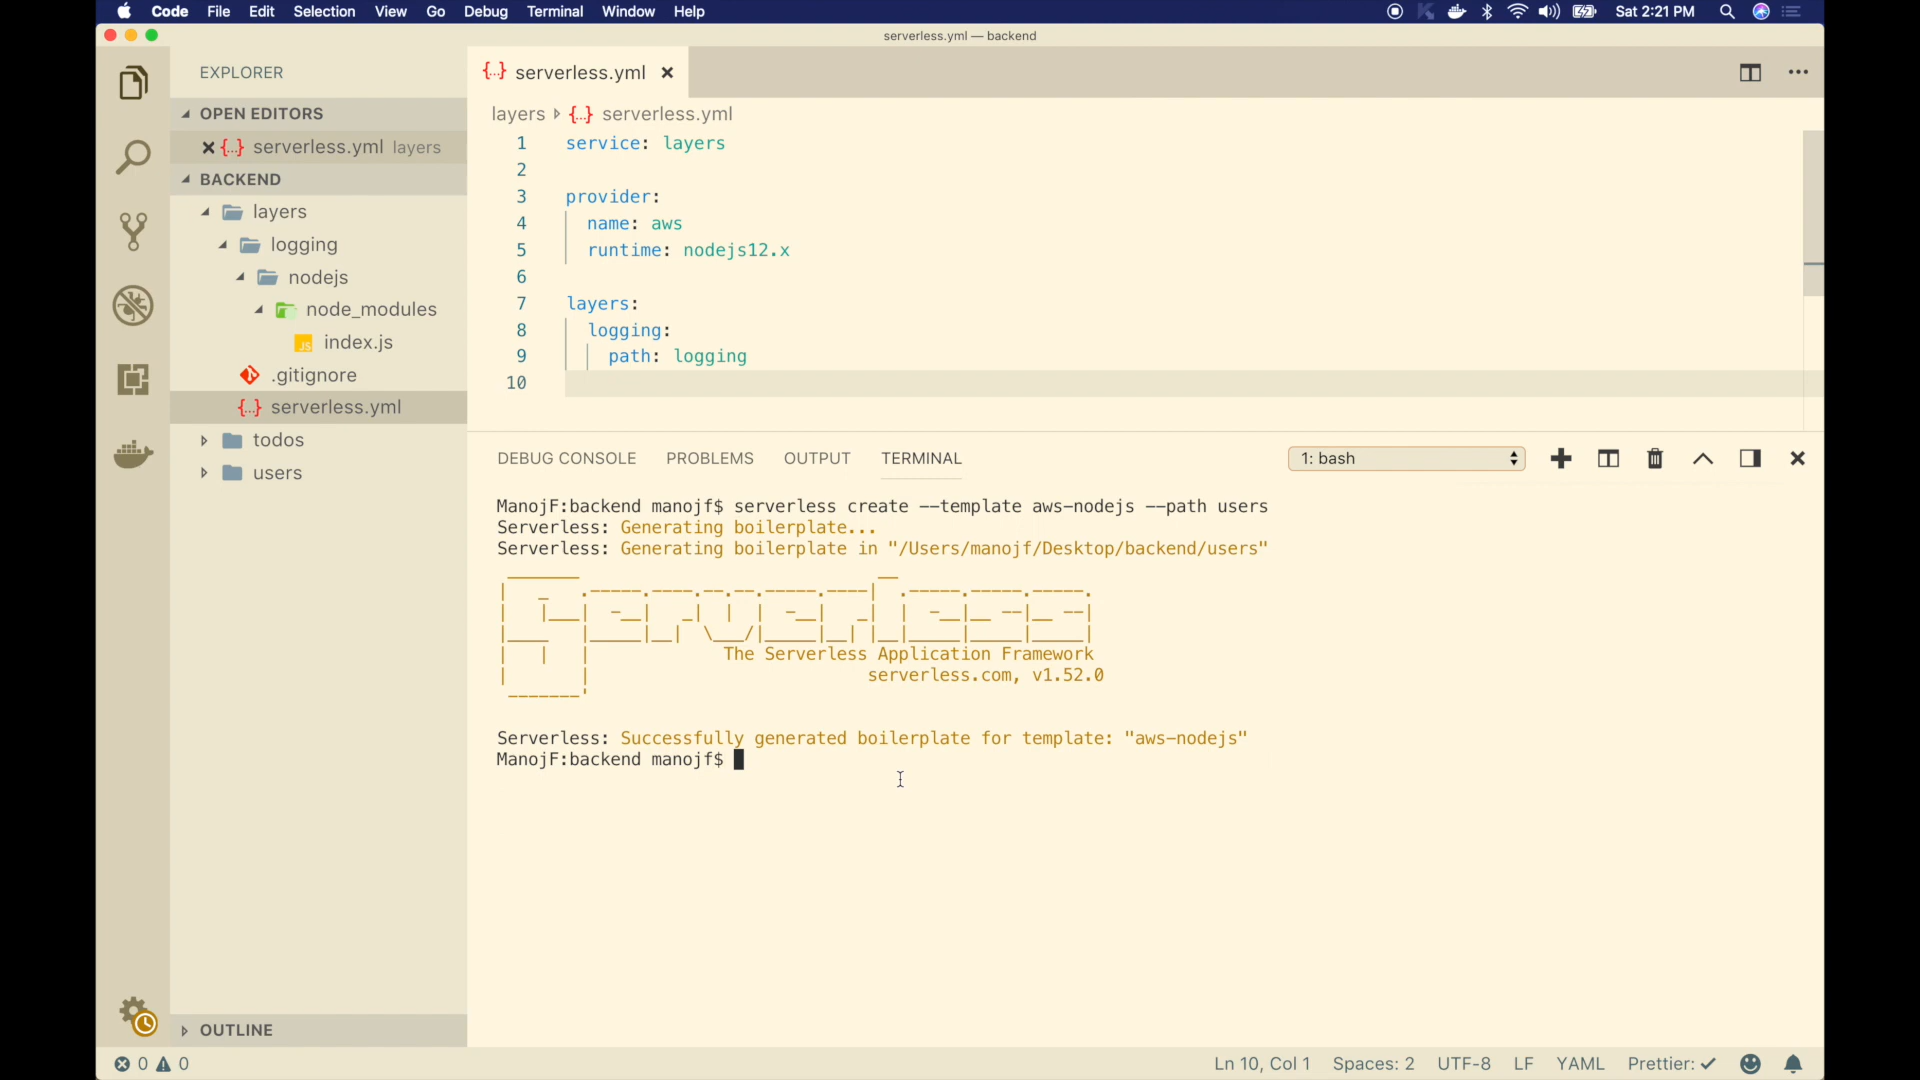 Code File Edit Selection View Go Debug Terminal Window Help
Sat 2:21 PM
serverless.yml — backend
EXPLORER
OPEN EDITORS
serverless.yml layers
BACKEND
layers
logging
nodejs
node_modules
JS index.js
.gitignore
{..} serverless.yml
todos
users
OUTLINE
{..} serverless.yml
layers {..} serverless.yml
1 service: layers
2
3 provider:
4 name: aws
5 runtime: nodejs12.x
6
7 layers:
8 logging:
9 path: logging
10
DEBUG CONSOLE PROBLEMS OUTPUT TERMINAL
1: bash
ManojF:backend manojf$ serverless create --template aws-nodejs --path users
Serverless: Generating boilerplate...
Serverless: Generating boilerplate in "/Users/manojf/Desktop/backend/users"
Serverless
The Serverless Application Framework
serverless.com, v1.52.0
Serverless: Successfully generated boilerplate for template: "aws-nodejs"
ManojF:backend manojf$
0 0
Ln 10, Col 1 Spaces: 2 UTF-8 LF YAML Prettier: ✓